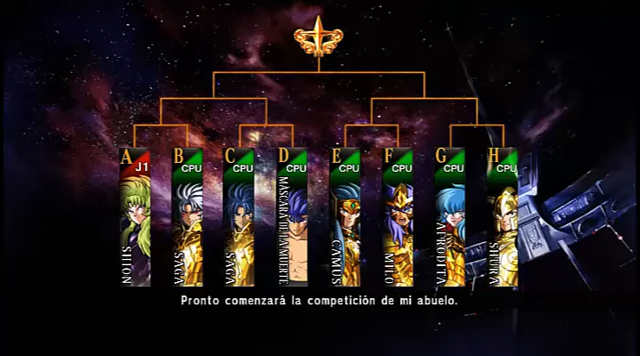 A
B
C
D
E
F
G
H
J1
CPU
CPU
CPU
CPU
CPU
CPU
CPU
SHION
SAGA
SAGA
MÁSCARA DE LA MUERTE
CAMUS
MILO
AFRODITA
SHURA
Pronto comenzará la competición de mi abuelo.